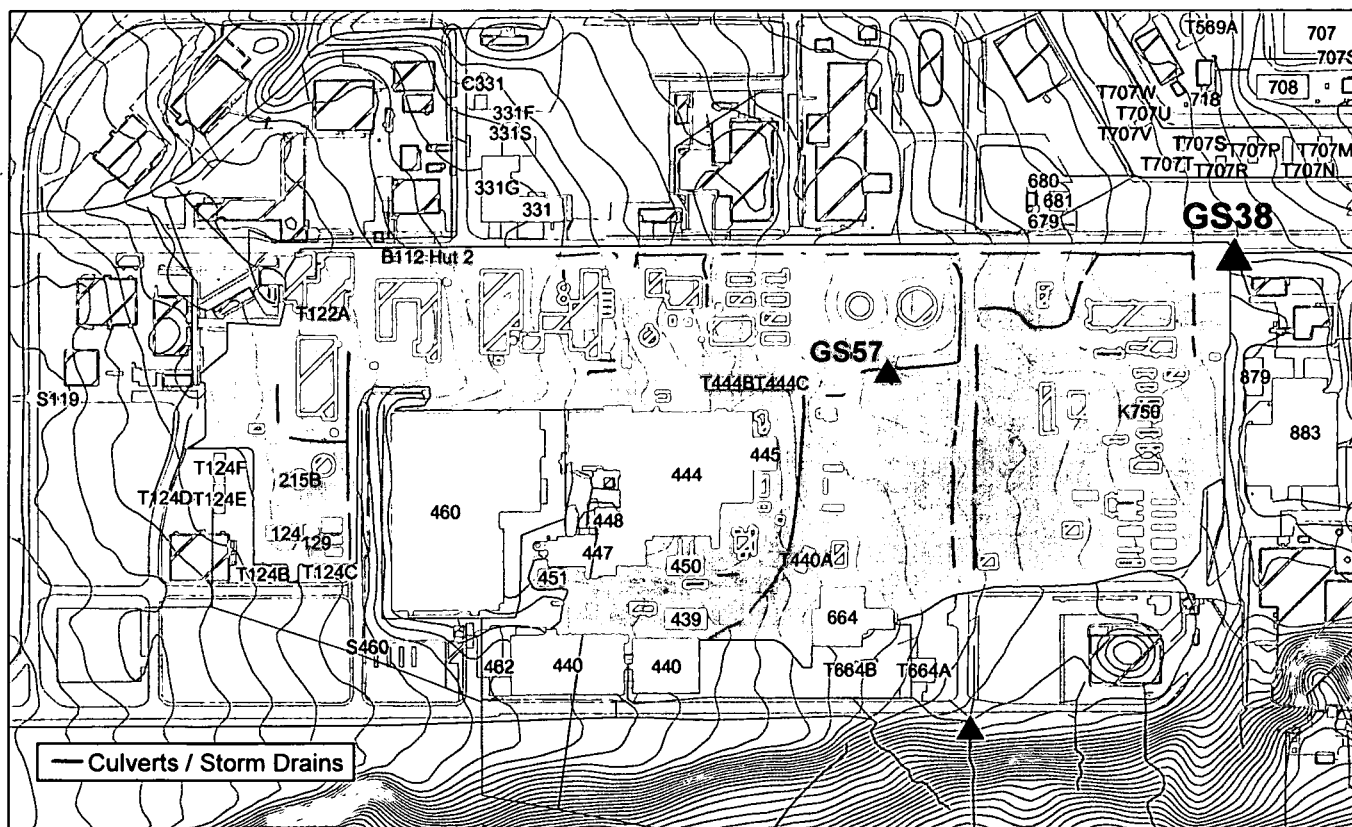 T569A
707
707S
C331
708
T707W
718
331F
T707U
331S
T707V
T707S T707P T707M
T707T T707R T707N
331G
680
331
681
679
GS38
B112 Hut 2
T122A
GS57
T444B T444C
879
S119
K750
883
445
T124F
444
215B
T124D T124E
460
448
124
129
447
T440A
450
T124B T124C
451
439
664
S460
462
440
440
T664B
T664A
Culverts / Storm Drains